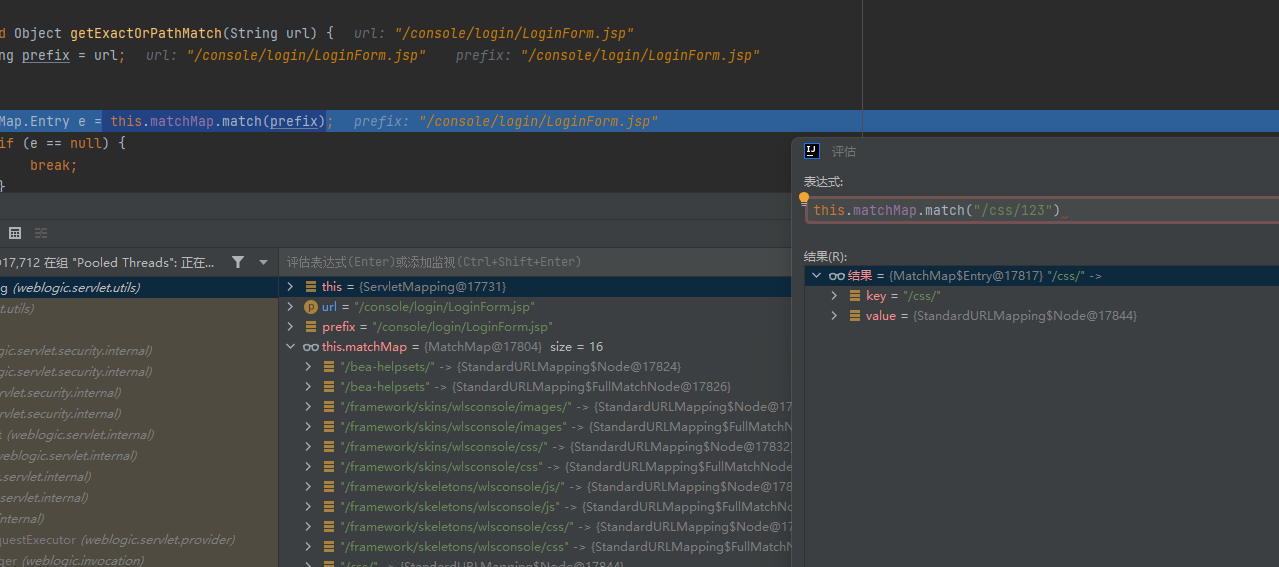 d Object getExactOrPathMatch(String url) { url: "/console/login/LoginForm.jsp"
ng prefix = url; url: "/console/login/LoginForm.jsp" prefix: "/console/login/LoginForm.jsp"
Map.Entry e = this.matchMap.match(prefix); prefix: "/console/login/LoginForm.jsp"
if (e == null) {
break;
}
评估
表达式:
this.matchMap.match("/css/123")
结果(R):
结果 = {MatchMap$Entry@17817} "/css/" ->
key = "/css/"
value = {StandardURLMapping$Node@17844}
017,712 在组 "Pooled Threads": 正在...
g (weblogic.servlet.utils)
t.utils)
gic.servlet.security.internal)
gic.servlet.security.internal)
rvlet.security.internal)
servlet.security.internal)
(weblogic.servlet.internal)
weblogic.servlet.internal)
.servlet.internal)
servlet.internal)
internal)
questExecutor (weblogic.servlet.provider)
ger (weblogic.invocation)
评估表达式(Enter)或添加监视(Ctrl+Shift+Enter)
this = {ServletMapping@17731}
url = "/console/login/LoginForm.jsp"
prefix = "/console/login/LoginForm.jsp"
this.matchMap = {MatchMap@17804} size = 16
"/bea-helpsets/" -> {StandardURLMapping$Node@17824}
"/bea-helpsets" -> {StandardURLMapping$FullMatchNode@17826}
"/framework/skins/wlsconsole/images/" -> {StandardURLMapping$Node@17
"/framework/skins/wlsconsole/images" -> {StandardURLMapping$FullMatchN
"/framework/skins/wlsconsole/css/" -> {StandardURLMapping$Node@17832}
"/framework/skins/wlsconsole/css" -> {StandardURLMapping$FullMatchNode
"/framework/skeletons/wlsconsole/js/" -> {StandardURLMapping$Node@178
"/framework/skeletons/wlsconsole/js" -> {StandardURLMapping$FullMatchNo
"/framework/skeletons/wlsconsole/css/" -> {StandardURLMapping$Node@17
"/framework/skeletons/wlsconsole/css" -> {StandardURLMapping$FullMatchN
"/css/" -> {StandardURLMapping$Node@17844}